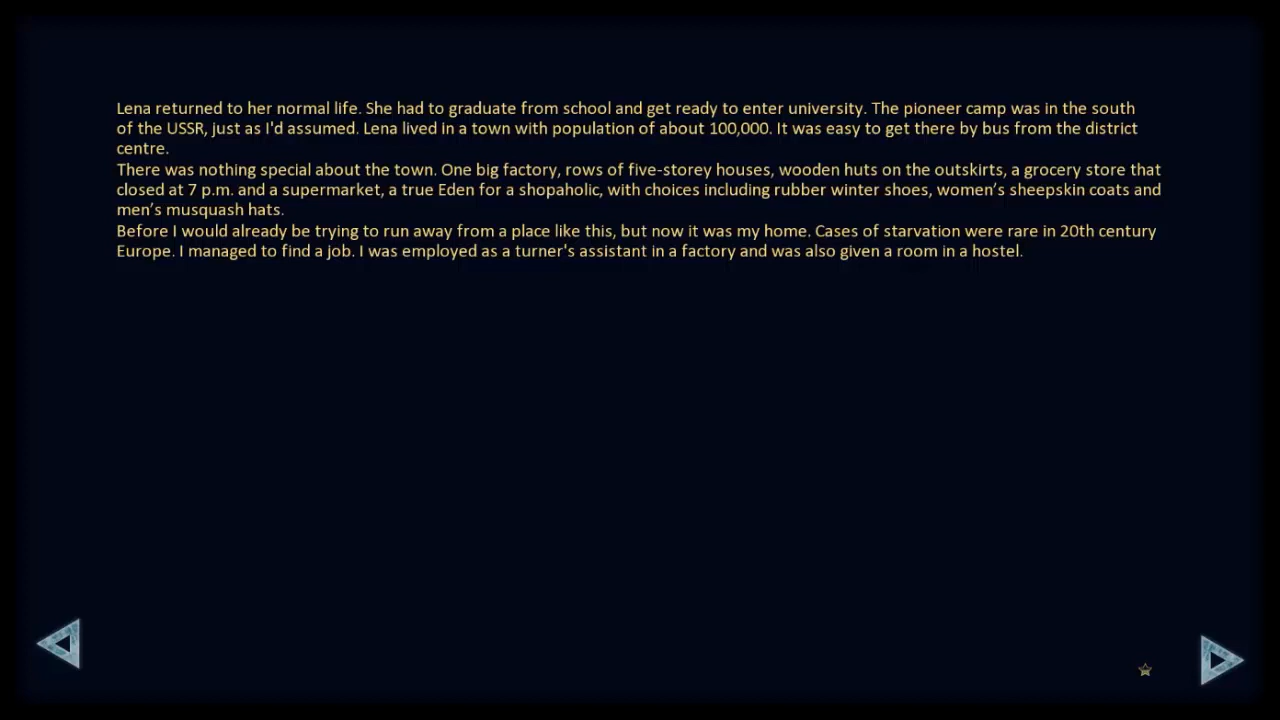 Lena returned to her normal life. She had to graduate from school and get ready to enter university. The pioneer camp was in the south
of the USSR, just as I'd assumed. Lena lived in a town with population of about 100,000. It was easy to get there by bus from the district
centre.
There was nothing special about the town. One big factory, rows of five-storey houses, wooden huts on the outskirts, a grocery store that
closed at 7 p.m. and a supermarket, a true Eden for a shopaholic, with choices including rubber winter shoes, women’s sheepskin coats and
men’s musquash hats.
Before I would already be trying to run away from a place like this, but now it was my home. Cases of starvation were rare in 20th century
Europe. I managed to find a job. I was employed as a turner's assistant in a factory and was also given a room in a hostel.